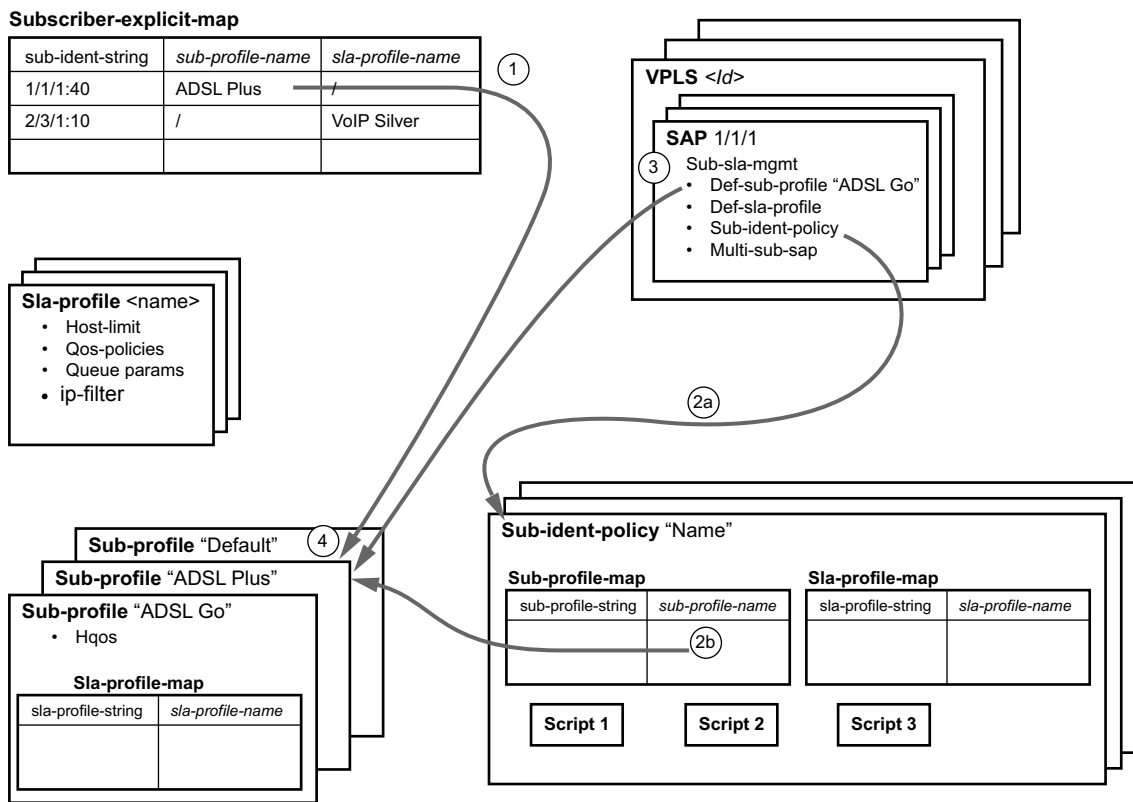 Subscriber-explicit-map
sub-ident-string sub-profile-name sla-profile-name
1/1/1:40 ADSL Plus /
2/3/1:10 / VoIP Silver
1
VPLS <Id>
SAP 1/1/1
3
Sub-sla-mgmt
• Def-sub-profile “ADSL Go”
• Def-sla-profile
• Sub-ident-policy
• Multi-sub-sap
Sla-profile <name>
• Host-limit
• Qos-policies
• Queue params
• ip-filter
2a
Sub-profile “Default”
4
Sub-profile “ADSL Plus”
Sub-profile “ADSL Go”
• Hqos
Sla-profile-map
sla-profile-string sla-profile-name
Sub-ident-policy “Name”
Sub-profile-map
sub-profile-string sub-profile-name
2b
Sla-profile-map
sla-profile-string sla-profile-name
Script 1
Script 2
Script 3